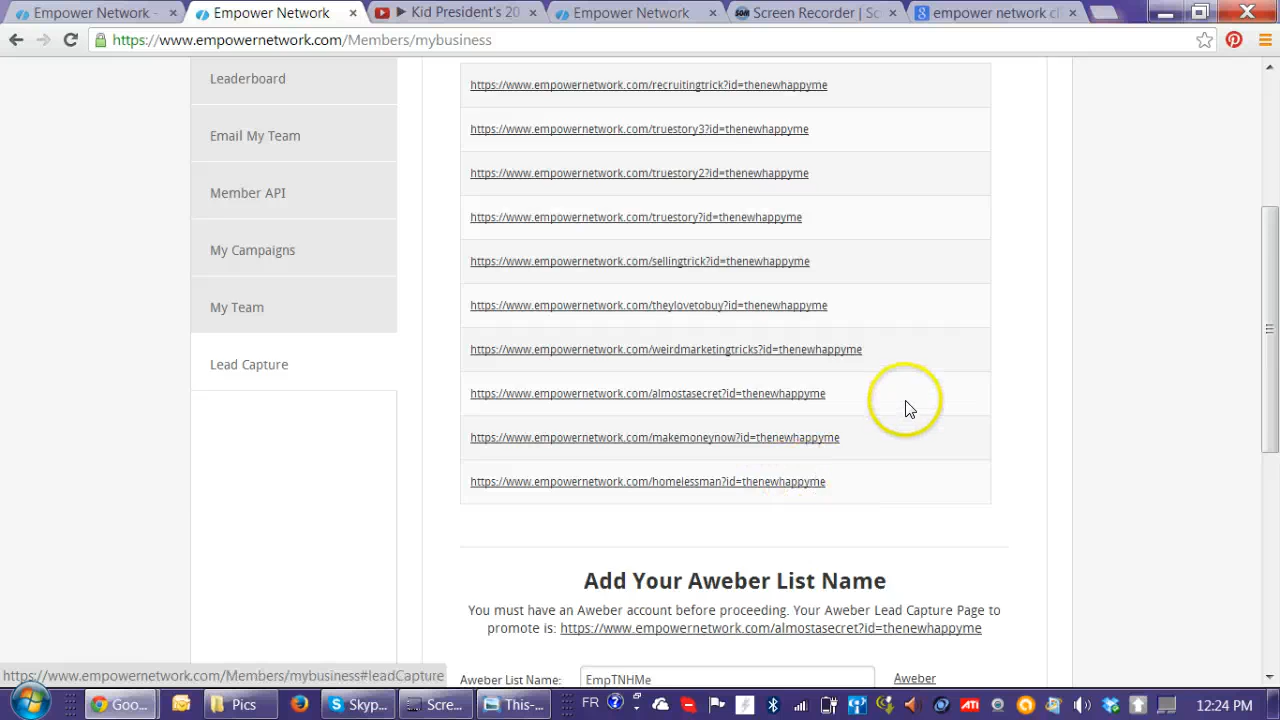 Empower Network -
Empower Network
Kid President's 20
Empower Network
Screen Recorder | Sc
empower network cl
https://www.empowernetwork.com/Members/mybusiness
Leaderboard
Email My Team
Member API
My Campaigns
My Team
Lead Capture
https://www.empowernetwork.com/recruitingtrick?id=thenewhappyme
https://www.empowernetwork.com/truestory3?id=thenewhappyme
https://www.empowernetwork.com/truestory2?id=thenewhappyme
https://www.empowernetwork.com/truestory?id=thenewhappyme
https://www.empowernetwork.com/sellingtrick?id=thenewhappyme
https://www.empowernetwork.com/theylovetobuy?id=thenewhappyme
https://www.empowernetwork.com/weirdmarketingtricks?id=thenewhappyme
https://www.empowernetwork.com/almostasecret?id=thenewhappyme
https://www.empowernetwork.com/makemoneynow?id=thenewhappyme
https://www.empowernetwork.com/homelessman?id=thenewhappyme
Add Your Aweber List Name
You must have an Aweber account before proceeding. Your Aweber Lead Capture Page to
promote is: https://www.empowernetwork.com/almostasecret?id=thenewhappyme
Aweber List Name: EmpTNHMe Aweber
https://www.empowernetwork.com/Members/mybusiness#leadCapture
Goo...
Pics
Skyp...
Scre...
This-...
FR
ATI
12:24 PM